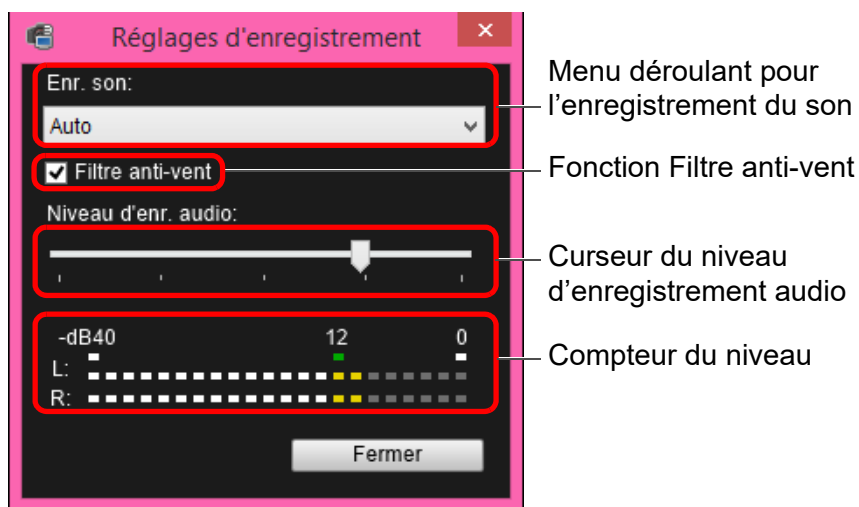 Réglages d'enregistrement
Enr. son:
Auto
Filtre anti-vent
Niveau d'enr. audio:
-dB40 12 0
L:
R:
Fermer
Menu déroulant pour
l’enregistrement du son
Fonction Filtre anti-vent
Curseur du niveau
d’enregistrement audio
Compteur du niveau